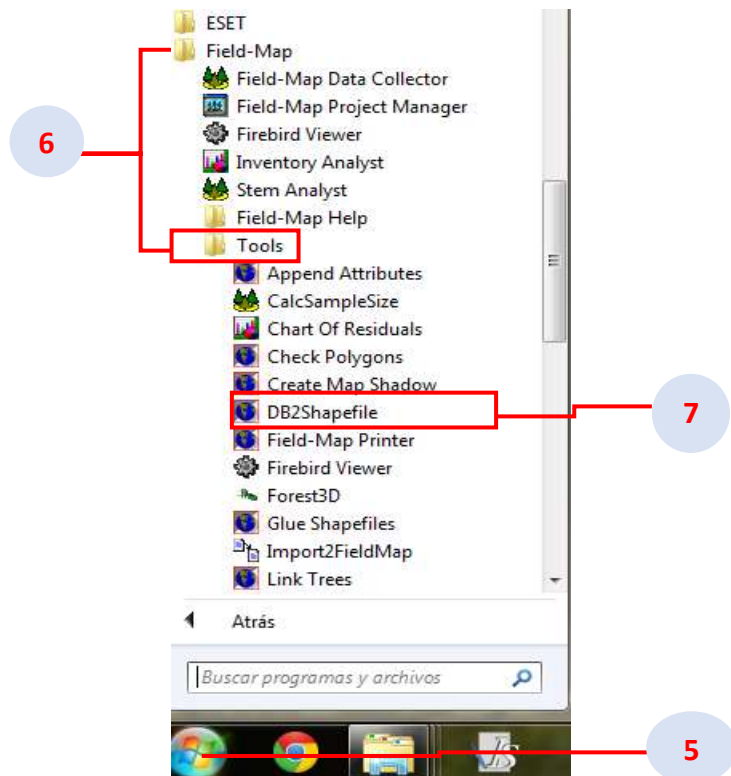 ESET
Field-Map
Field-Map Data Collector
Field-Map Project Manager
Firebird Viewer
6
Inventory Analyst
Stem Analyst
Field-Map Help
Tools
Append Attributes
CalcSampleSize
Chart Of Residuals
Check Polygons
Create Map Shadow
DB2Shapefile
7
Field-Map Printer
Firebird Viewer
Forest3D
Glue Shapefiles
Import2FieldMap
Link Trees
Atrás
Buscar programas y archivos
5